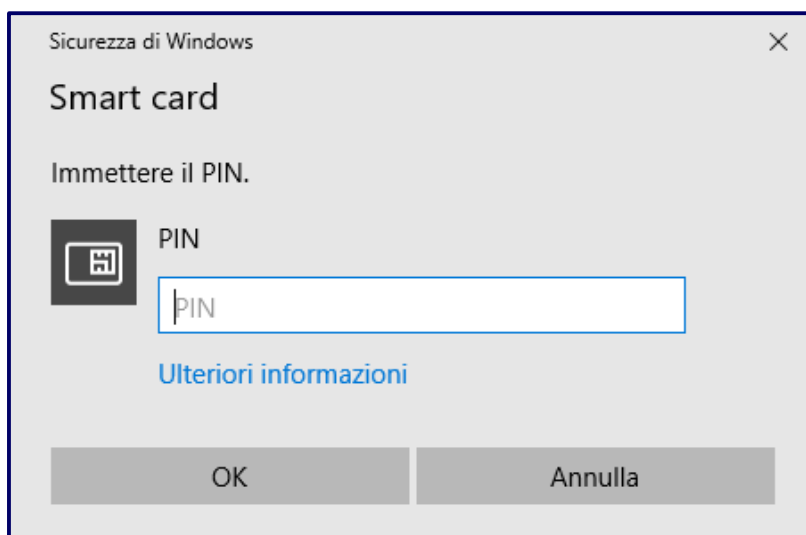 Sicurezza di Windows
Smart card
Immettere il PIN.
PIN
PIN
Ulteriori informazioni
OK
Annulla